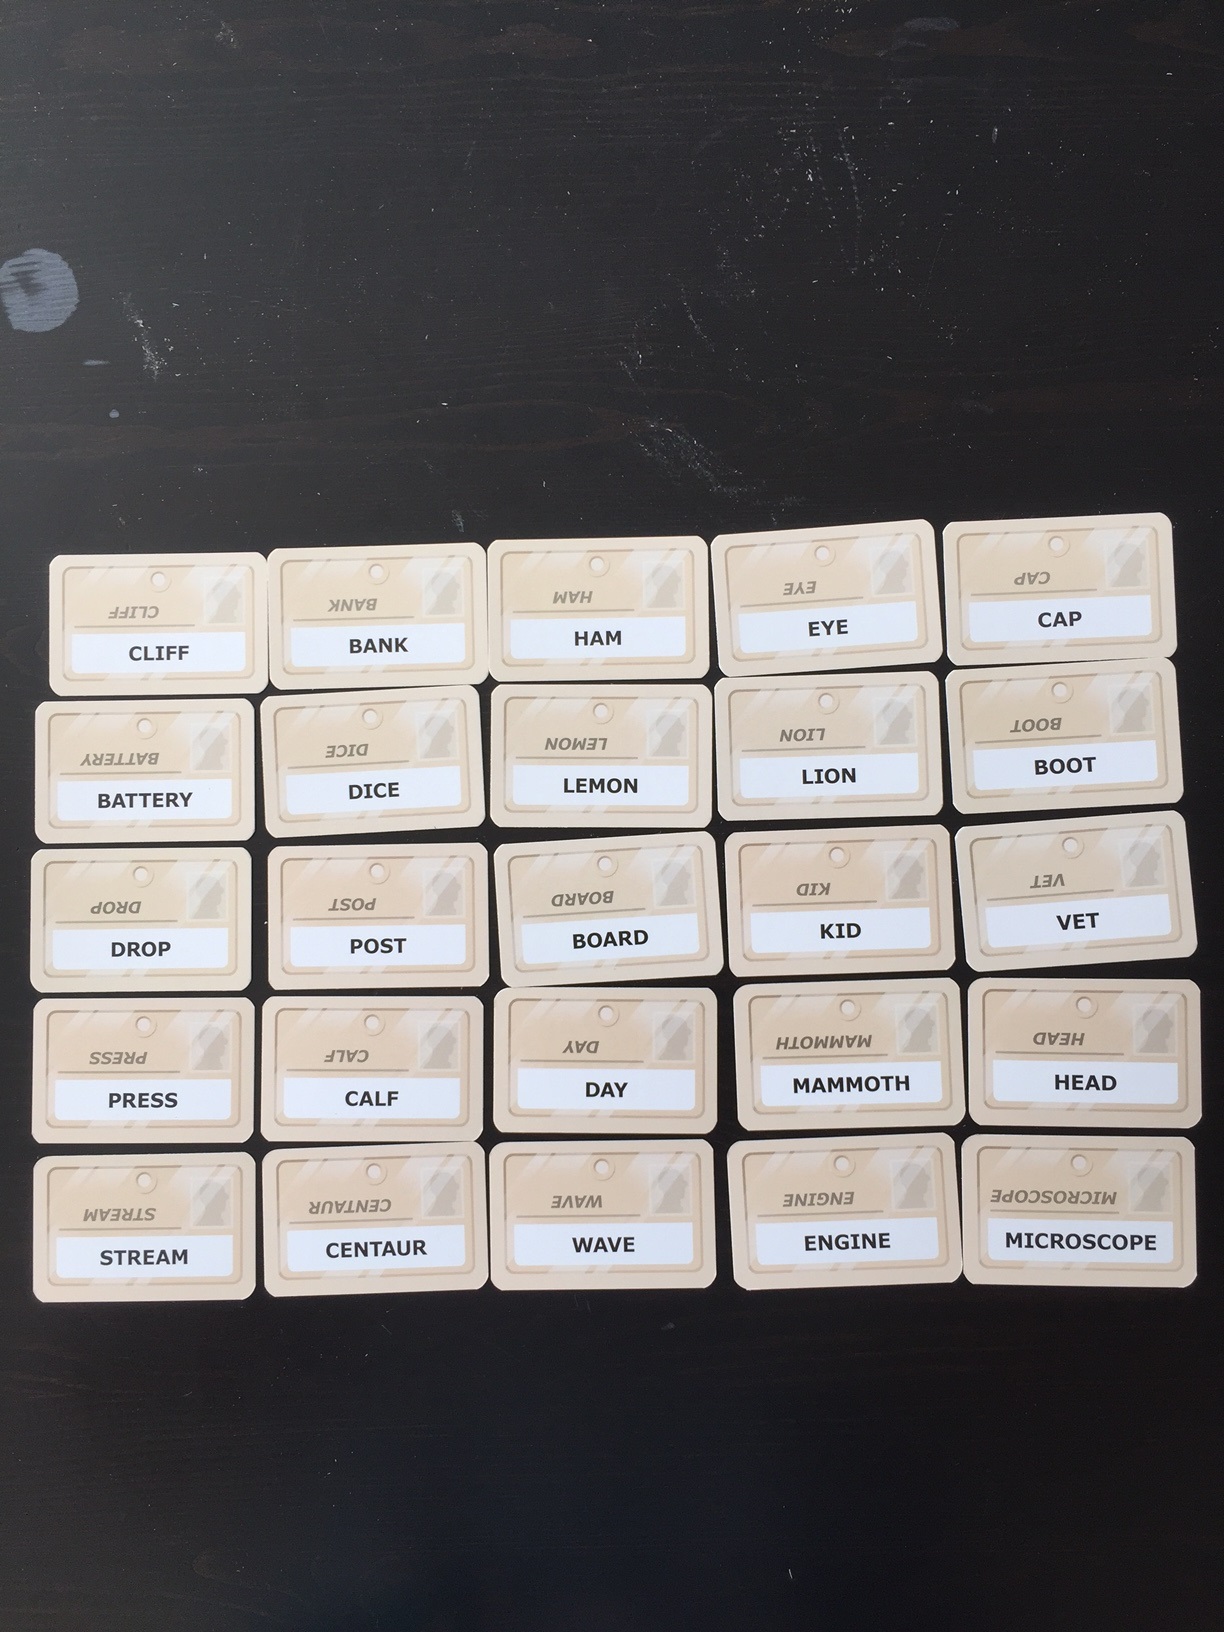 CLIFF BANK HAM EYE CAP
CLIFF BANK HAM EYE CAP
BATTERY DICE LEMON LION BOOT
BATTERY DICE LEMON LION BOOT
DROP POST BOARD KID VET
DROP POST BOARD KID VET
PRESS CALF DAY MAMMOTH HEAD
PRESS CALF DAY MAMMOTH HEAD
STREAM CENTAUR WAVE ENGINE MICROSCOPE
STREAM CENTAUR WAVE ENGINE MICROSCOPE